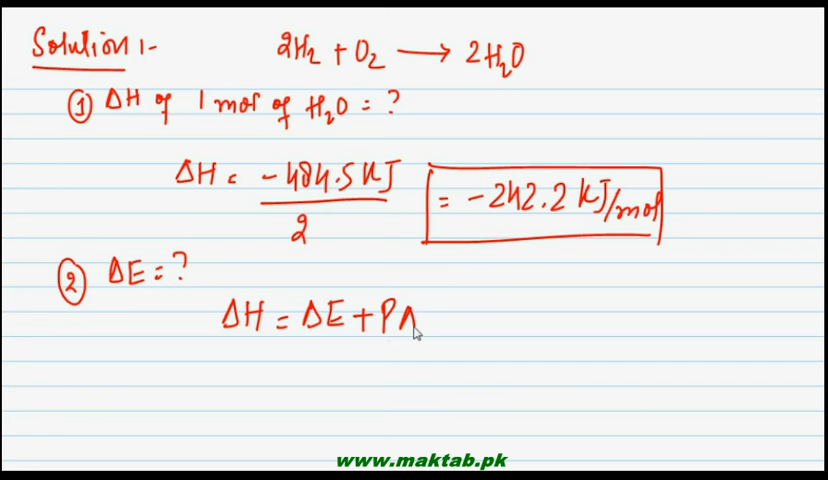 Solution:-
2H₂ + O₂ ⟶ 2H₂O
① ΔH of 1 mol of H₂O = ?
ΔH = -484.5 KJ / 2 = -242.2 KJ/mol
② ΔE = ?
ΔH = ΔE + PΔ
www.maktab.pk